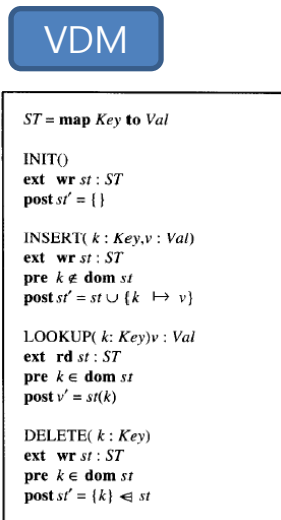 VDM
ST = map Key to Val
INIT()
ext wr st : ST
post st′ = { }
INSERT( k : Key,v : Val)
ext wr st : ST
pre k ∉ dom st
post st′ = st ∪ {k ↦ v}
LOOKUP( k: Key)v : Val
ext rd st : ST
pre k ∈ dom st
post v′ = st(k)
DELETE( k : Key)
ext wr st : ST
pre k ∈ dom st
post st′ = {k} ⩤ st